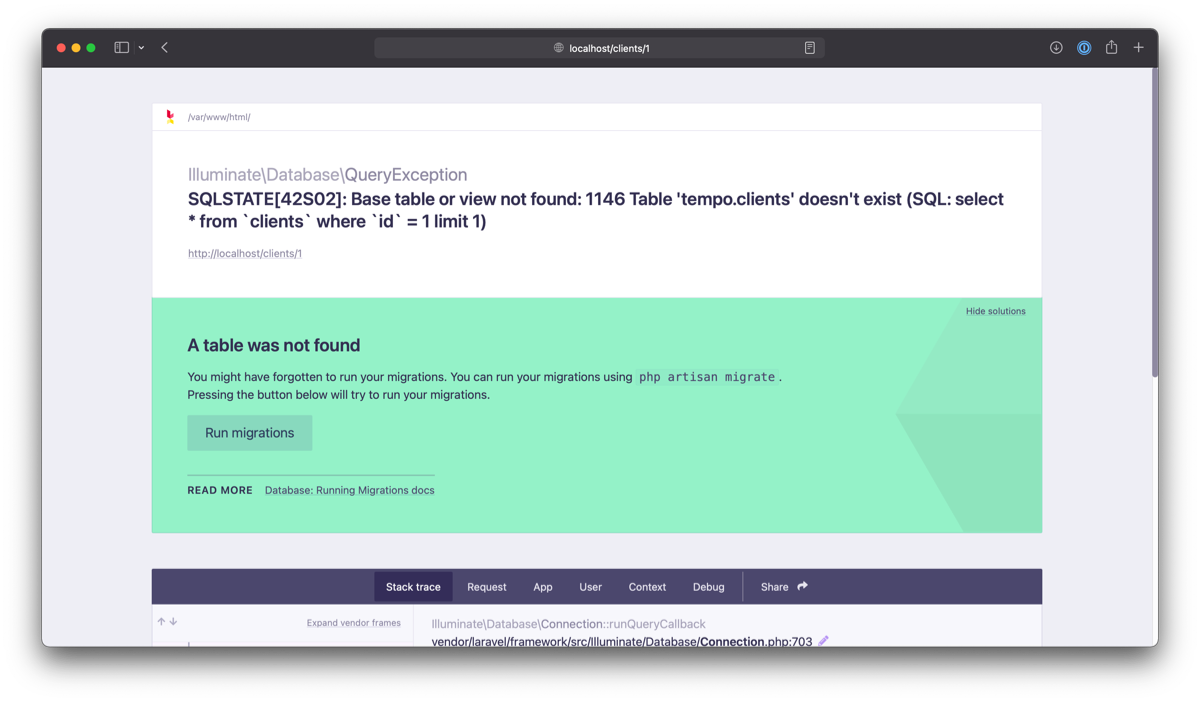 localhost/clients/1
/var/www/html/
Illuminate\Database\QueryException
SQLSTATE[42S02]: Base table or view not found: 1146 Table 'tempo.clients' doesn't exist (SQL: select
* from `clients` where `id` = 1 limit 1)
http://localhost/clients/1
Hide solutions
A table was not found
You might have forgotten to run your migrations. You can run your migrations using php artisan migrate.
Pressing the button below will try to run your migrations.
Run migrations
READ MORE Database: Running Migrations docs
Stack trace Request App User Context Debug Share
Expand vendor frames
Illuminate\Database\Connection::runQueryCallback
vendor/laravel/framework/src/Illuminate/Database/Connection.php:703